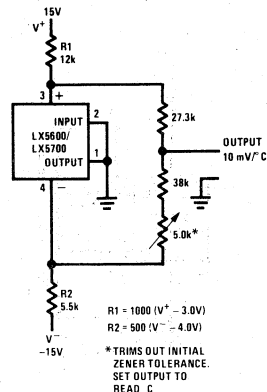 15V
V+
R1
12k
3 +
INPUT
2
LX5600/
LX5700
OUTPUT
1
4 −
27.3k
OUTPUT
10 mV/°C
38k
5.0k*
R2
5.5k
V−
−15V
R1 = 1000 (V+ − 3.0V)
R2 = 500 (V− − 4.0V)
*TRIMS OUT INITIAL
ZENER TOLERANCE.
SET OUTPUT TO
READ C